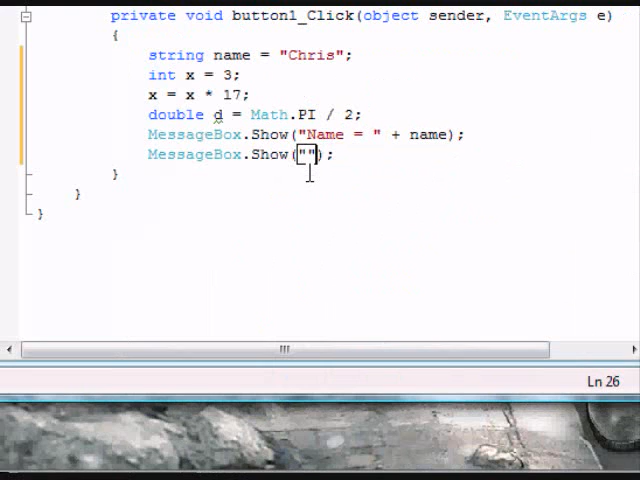 private void button1_Click(object sender, EventArgs e)
{
string name = "Chris";
int x = 3;
x = x * 17;
double d = Math.PI / 2;
MessageBox.Show("Name = " + name);
MessageBox.Show("");
}
}
}
Ln 26